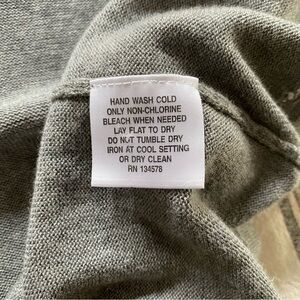 HAND WASH COLD
ONLY NON-CHLORINE
BLEACH WHEN NEEDED
LAY FLAT TO DRY
DO NOT TUMBLE DRY
IRON AT COOL SETTING
OR DRY CLEAN
RN 134578